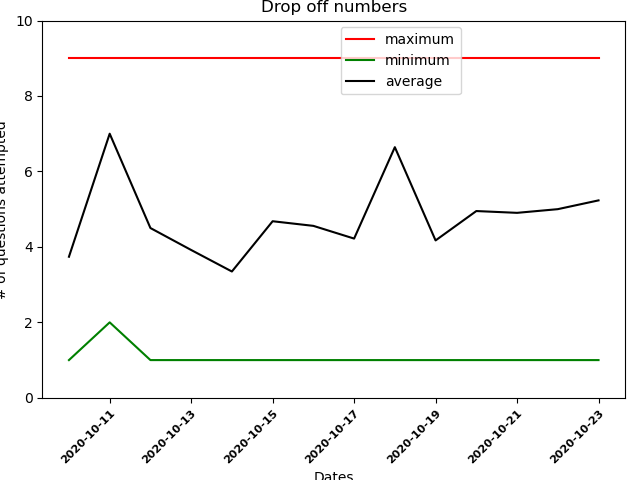 Drop off numbers
maximum
minimum
average
# of questions attempted
10
8
6
4
2
0
2020-10-11
2020-10-13
2020-10-15
2020-10-17
2020-10-19
2020-10-21
2020-10-23
Dates